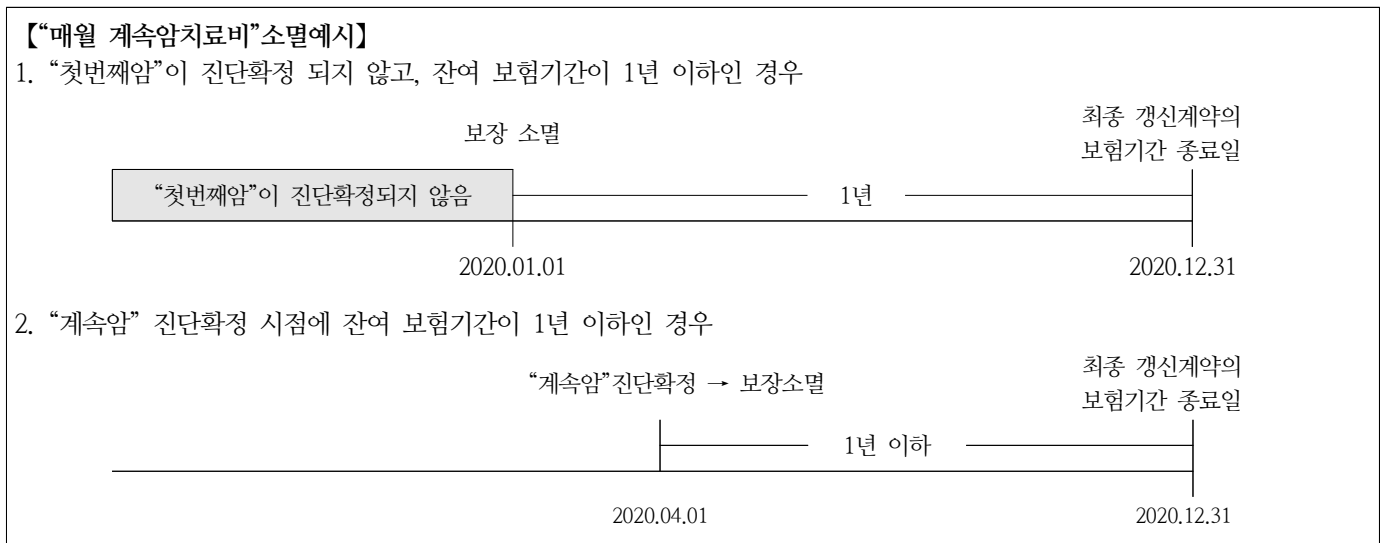 【“매월 계속암치료비”소멸예시】
1. “첫번째암”이 진단확정 되지 않고, 잔여 보험기간이 1년 이하인 경우
보장 소멸
최종 갱신계약의
보험기간 종료일
“첫번째암”이 진단확정되지 않음
1년
2020.01.01
2020.12.31
2. “계속암” 진단확정 시점에 잔여 보험기간이 1년 이하인 경우
“계속암”진단확정 → 보장소멸
최종 갱신계약의
보험기간 종료일
1년 이하
2020.04.01
2020.12.31